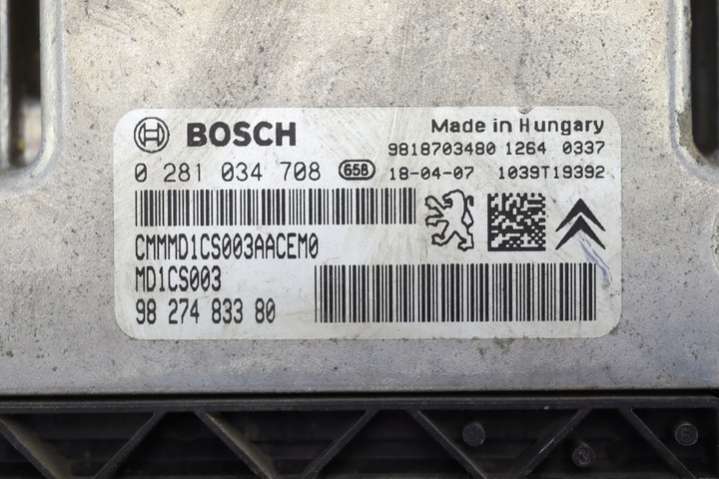 BOSCH
Made in Hungary
9818703480 1264 0337
0 281 034 708 658 18-04-07 1039T19392
CMMMD1CS003AACEM0
MD1CS003
98 274 833 80